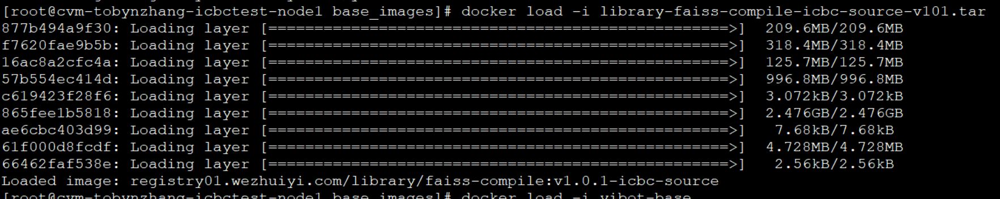 [root@cvm-tobynzhang-icbctest-node1 base_images]# docker load -i library-faiss-compile-icbc-source-v101.tar
877b494a9f30: Loading layer [==================================================>]  209.6MB/209.6MB
f7620fae9b5b: Loading layer [==================================================>]  318.4MB/318.4MB
16ac8a2cfc4a: Loading layer [==================================================>]  125.7MB/125.7MB
57b554ec414d: Loading layer [==================================================>]  996.8MB/996.8MB
c619423f28f6: Loading layer [==================================================>]  3.072kB/3.072kB
865fee1b5818: Loading layer [==================================================>]  2.476GB/2.476GB
ae6cbc403d99: Loading layer [==================================================>]   7.68kB/7.68kB
61f000d8fcdf: Loading layer [==================================================>]  4.728MB/4.728MB
66462faf538e: Loading layer [==================================================>]   2.56kB/2.56kB
Loaded image: registry01.wezhuiyi.com/library/faiss-compile:v1.0.1-icbc-source
[root@cvm-tobynzhang-icbctest-node1 base_images]# docker load -i